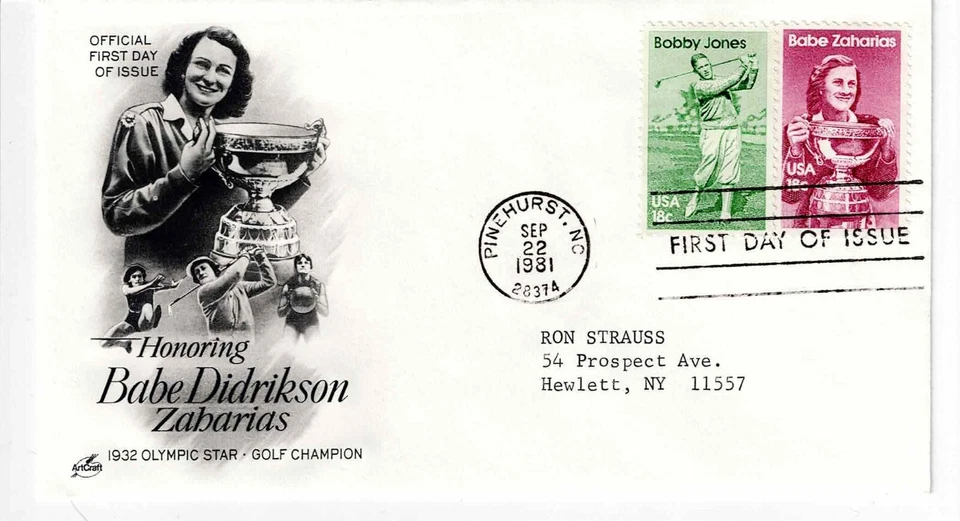 OFFICIAL
FIRST DAY
OF ISSUE
Honoring
Babe Didrikson
Zaharias
1932 OLYMPIC STAR · GOLF CHAMPION
ArtCraft
Bobby Jones
USA
18c
Babe Zaharias
USA
18c
PINEHURST, NC
SEP
22
1981
28374
FIRST DAY OF ISSUE
RON STRAUSS
54 Prospect Ave.
Hewlett, NY 11557